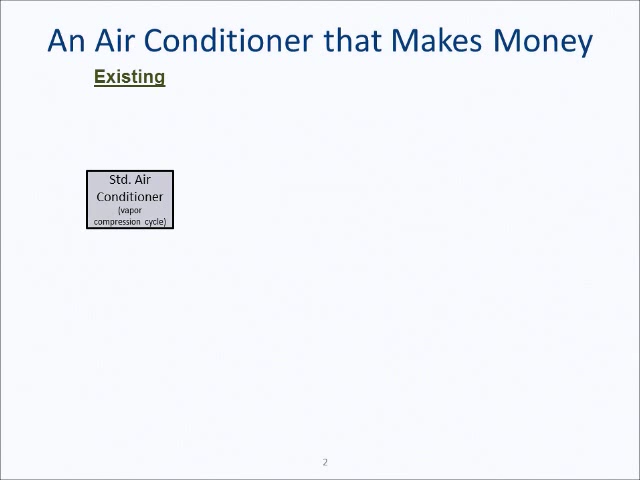 An Air Conditioner that Makes Money
Existing
Std. Air
Conditioner
(vapor
compression cycle)
2